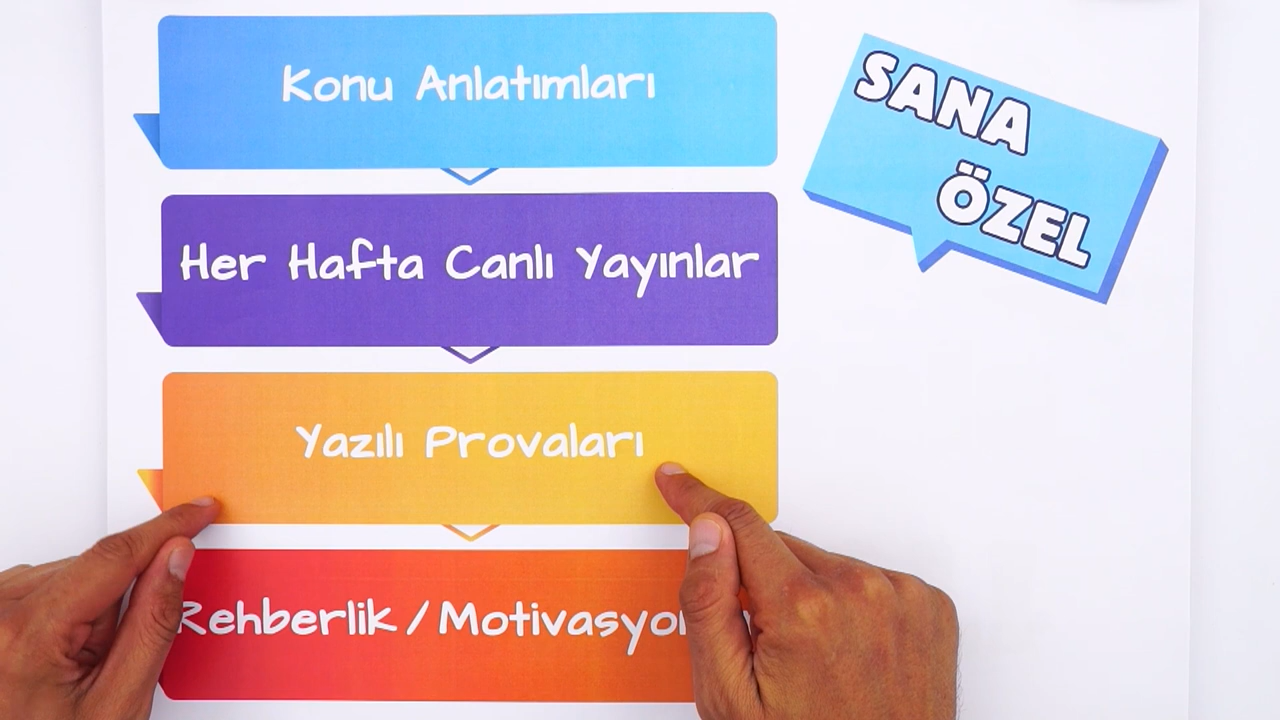 Konu Anlatımları
Her Hafta Canlı Yayınlar
Yazılı Provaları
Rehberlik /
SANA
ÖZEL